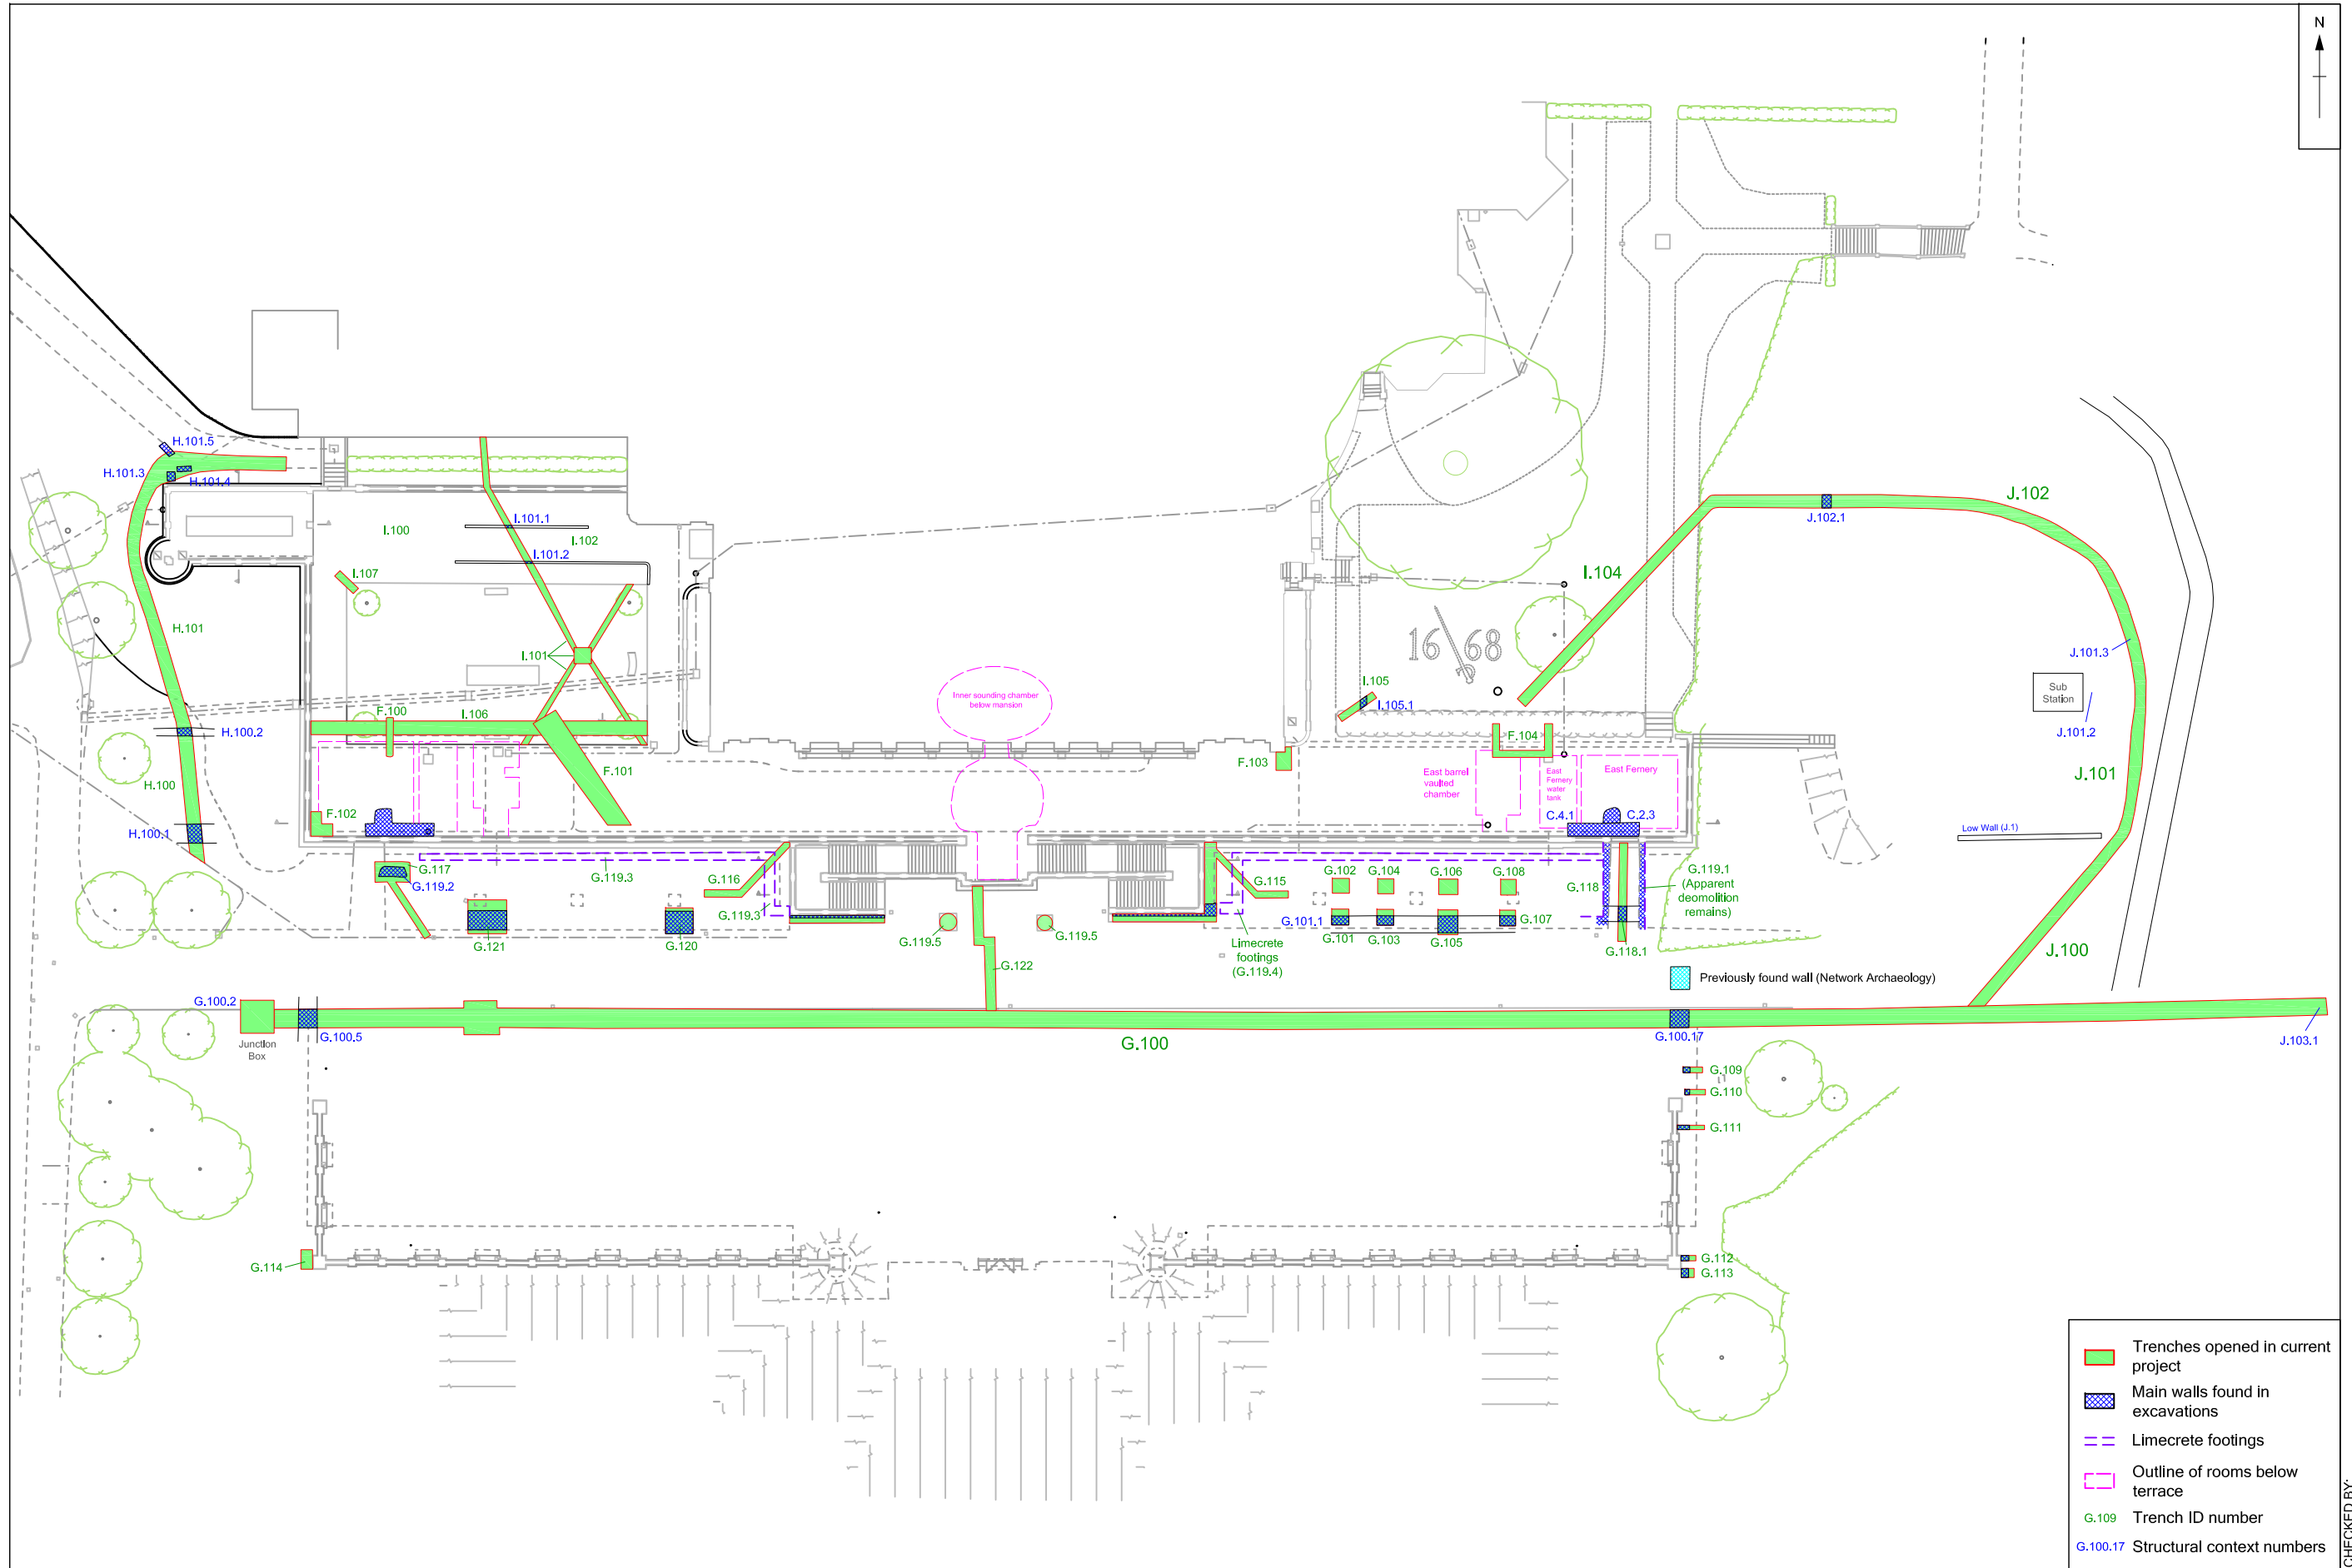 N
H.101.5
H.101.3
H.101.4
I.100
I.101.1
I.102
I.101.2
I.107
H.101
I.101
F.100
I.106
H.100.2
H.100
H.100.1
F.101
F.102
Inner sounding chamber
below mansion
16 68
I.104
J.102
J.102.1
I.105
I.105.1
J.101.3
Sub
Station
J.101.2
J.101
F.103
F.104
East barrel
vaulted
chamber
East
Fernery
water
tank
East Fernery
C.4.1
C.2.3
Low Wall (J.1)
G.117
G.119.2
G.119.3
G.116
G.119.3
G.115
G.102
G.104
G.106
G.108
G.118
G.119.1
(Apparent
deomolition
remains)
G.121
G.120
G.119.5
G.119.5
G.101.1
G.101
G.103
G.105
G.107
G.118.1
Limecrete
footings
(G.119.4)
G.122
J.100
Previously found wall (Network Archaeology)
G.100.2
Junction
Box
G.100.5
G.100
G.100.17
J.103.1
G.109
G.110
G.111
G.112
G.113
G.114
Trenches opened in current
project
Main walls found in
excavations
Limecrete footings
Outline of rooms below
terrace
G.109 Trench ID number
G.100.17 Structural context numbers
CHECKED BY: